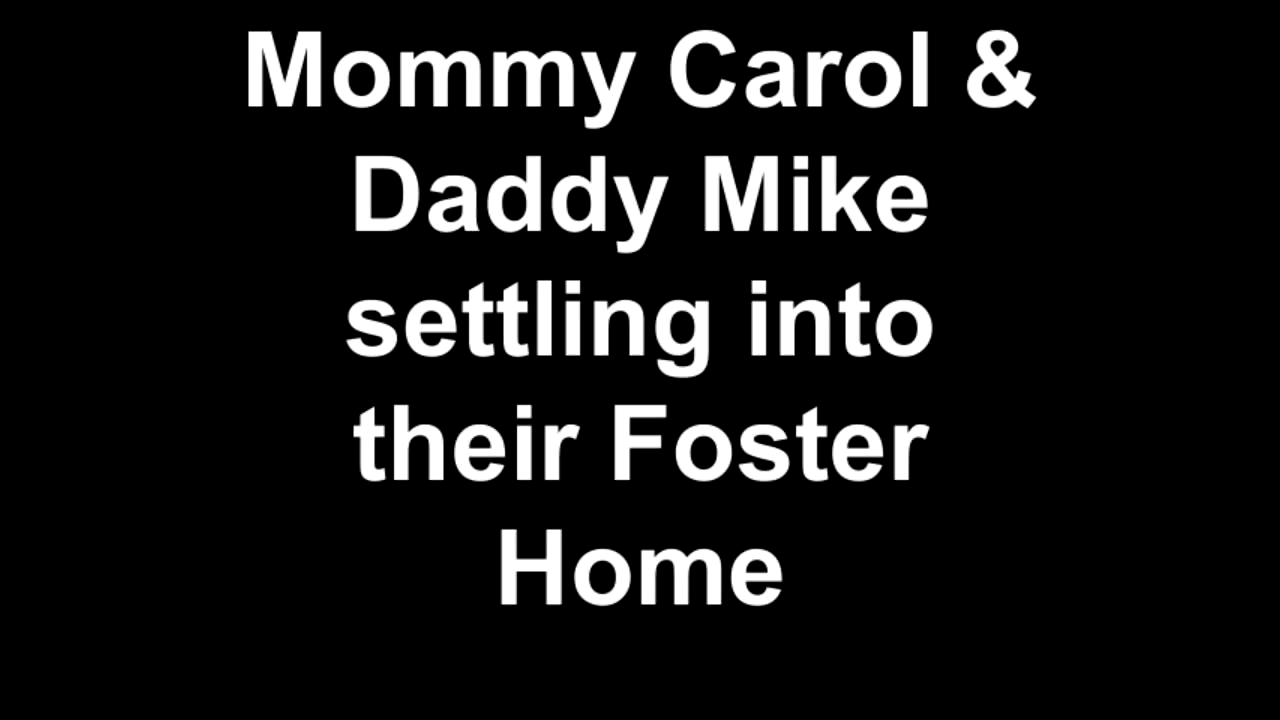 Mommy Carol &
Daddy Mike
settling into
their Foster
Home